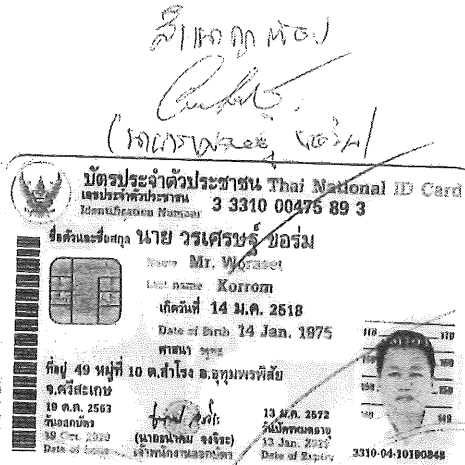 สำเนาถูกต้อง
บัตรประจำตัวประชาชน Thai National ID Card
เลขประจำตัวประชาชน
Identification Number 3 3310 00475 89 3
ชื่อตัวและชื่อสกุล นาย วรเศรษฐ์ ขอร่ม
Name Mr. Woraset
Last name Korrom
เกิดวันที่ 14 ม.ค. 2518
Date of Birth 14 Jan. 1975
ศาสนา พุทธ
ที่อยู่ 49 หมู่ที่ 10 ต.สำโรง อ.อุทุมพรพิสัย
จ.ศรีสะเกษ
19 ต.ค. 2563
วันออกบัตร
19 Oct. 2020
Date of Issue
เจ้าพนักงานออกบัตร
13 ม.ค. 2572
วันบัตรหมดอายุ
13 Jan. 2029
Date of Expiry
3310-04-10190848